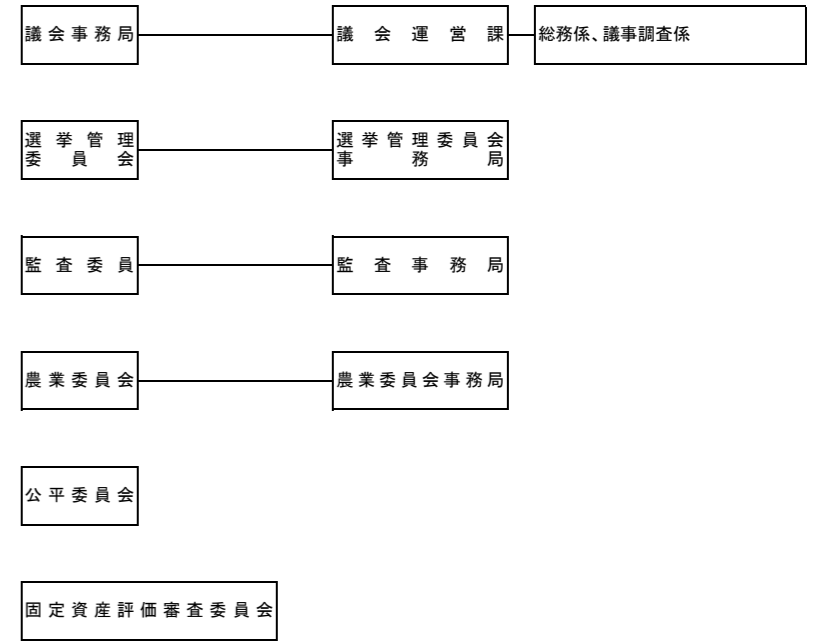 議会事務局
議会運営課
総務係、議事調査係
選挙管理
委員会
選挙管理委員会
事務局
監査委員
監査事務局
農業委員会
農業委員会事務局
公平委員会
固定資産評価審査委員会